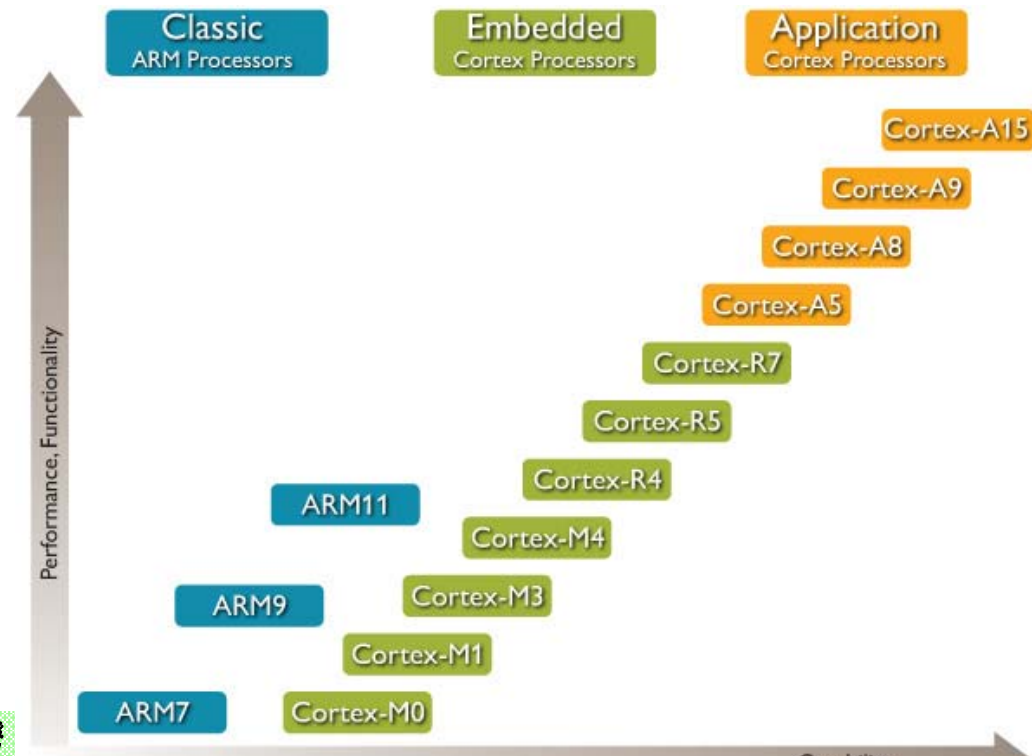 Classic
ARM Processors
Embedded
Cortex Processors
Application
Cortex Processors
Cortex-A15
Cortex-A9
Cortex-A8
Cortex-A5
Cortex-R7
Cortex-R5
Cortex-R4
ARM11
Cortex-M4
Cortex-M3
ARM9
Cortex-M1
ARM7
Cortex-M0
Performance, Functionality